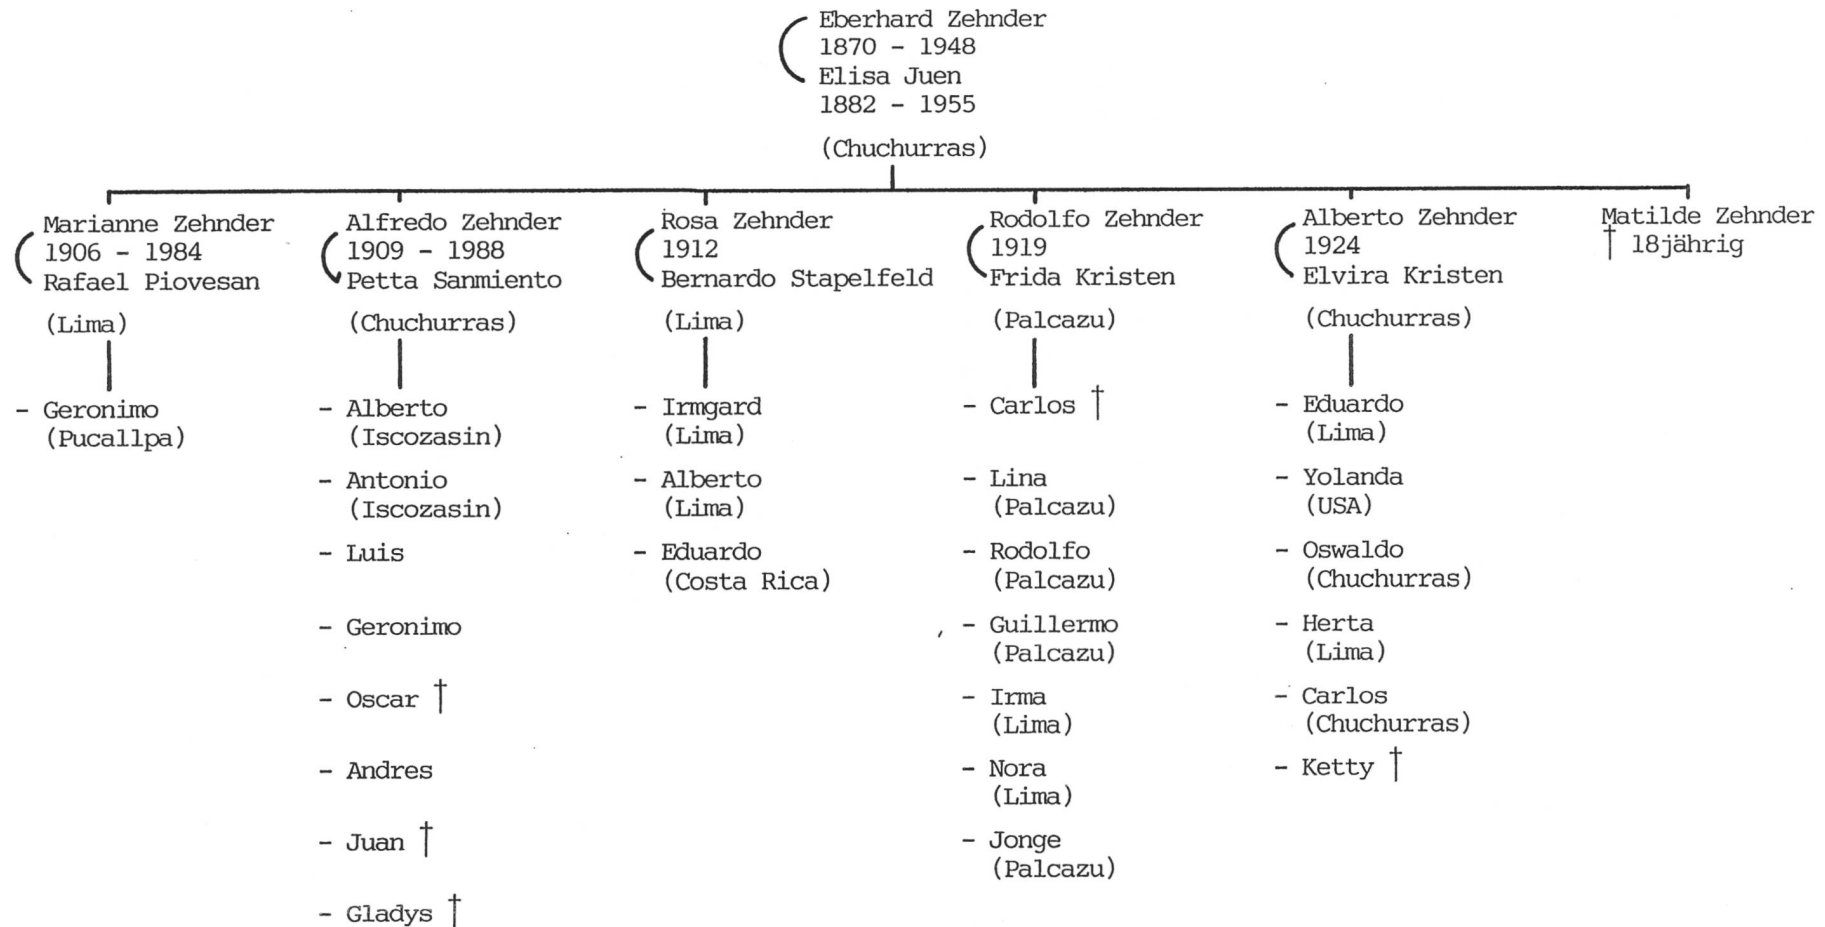 Eberhard Zehnder
1870 - 1948
Elisa Juen
1882 - 1955
(Chuchurras)
Marianne Zehnder
1906 - 1984
Rafael Piovesan
(Lima)
- Geronimo
(Pucallpa)
Alfredo Zehnder
1909 - 1988
Petta Sanmiento
(Chuchurras)
- Alberto
(Iscozasin)
- Antonio
(Iscozasin)
- Luis
- Geronimo
- Oscar †
- Andres
- Juan †
- Gladys †
Rosa Zehnder
1912
Bernardo Stapelfeld
(Lima)
- Irmgard
(Lima)
- Alberto
(Lima)
- Eduardo
(Costa Rica)
Rodolfo Zehnder
1919
Frida Kristen
(Palcazu)
- Carlos †
- Lina
(Palcazu)
- Rodolfo
(Palcazu)
- Guillermo
(Palcazu)
- Irma
(Lima)
- Nora
(Lima)
- Jonge
(Palcazu)
Alberto Zehnder
1924
Elvira Kristen
(Chuchurras)
- Eduardo
(Lima)
- Yolanda
(USA)
- Oswaldo
(Chuchurras)
- Herta
(Lima)
- Carlos
(Chuchurras)
- Ketty †
Matilde Zehnder
† 18jährig